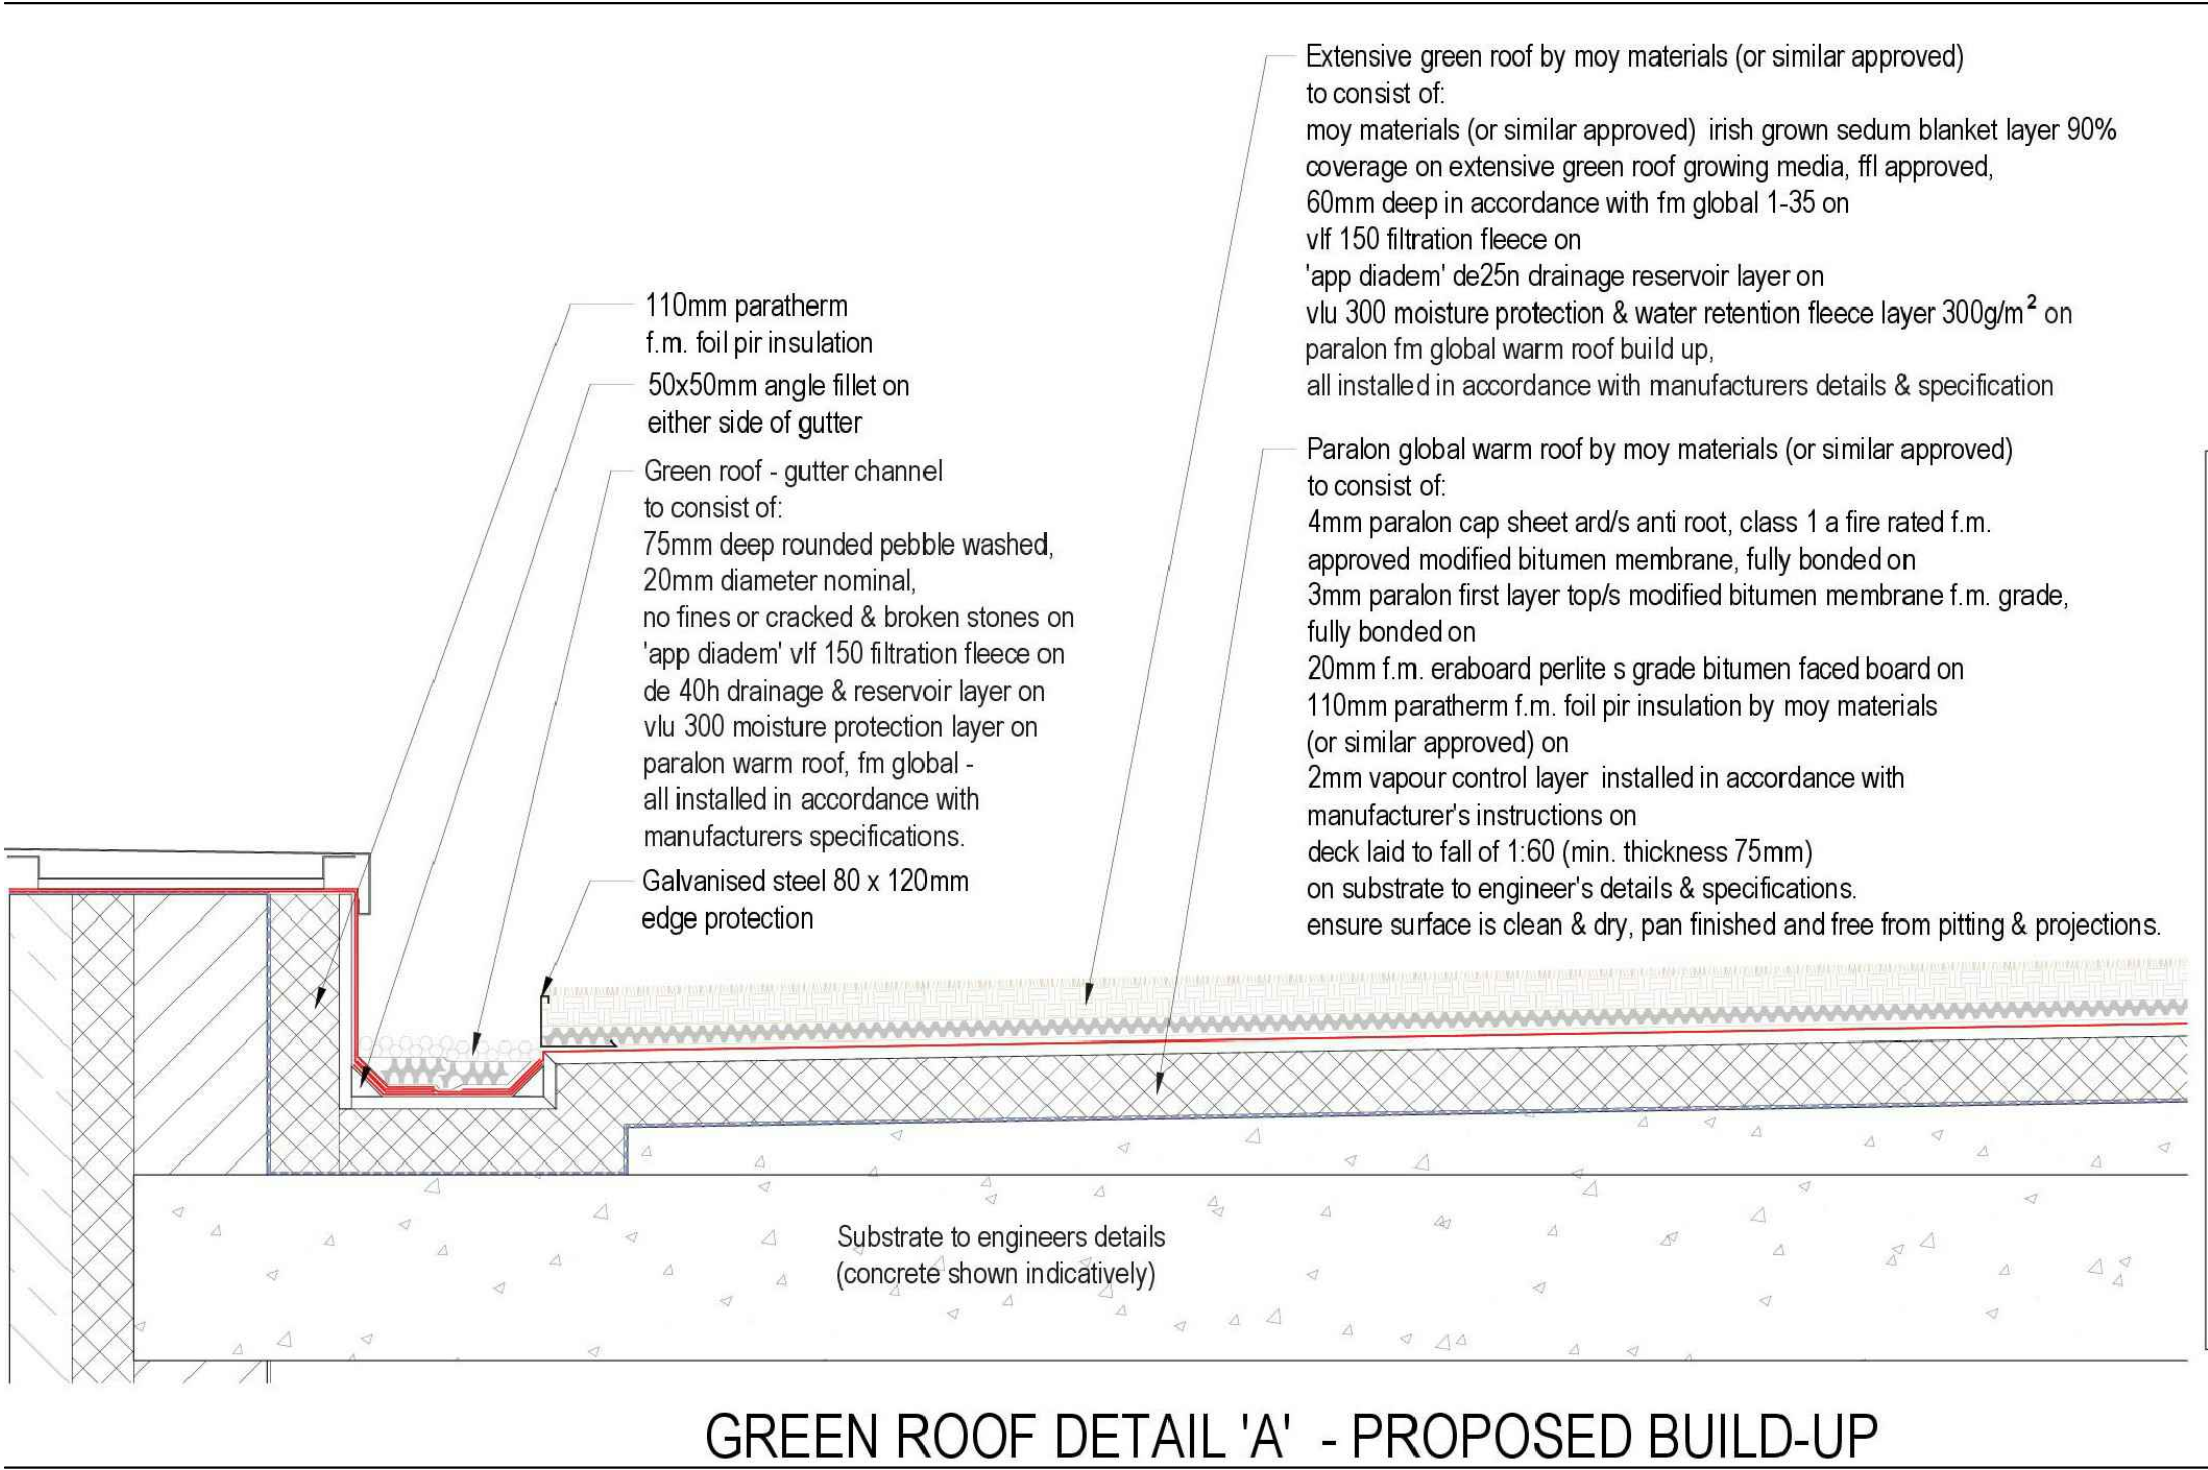 Extensive green roof by moy materials (or similar approved)
to consist of:
moy materials (or similar approved) irish grown sedum blanket layer 90%
coverage on extensive green roof growing media, ffl approved,
60mm deep in accordance with fm global 1-35 on
vlf 150 filtration fleece on
'app diadem' de25n drainage reservoir layer on
vlu 300 moisture protection & water retention fleece layer 300g/m² on
paralon fm global warm roof build up,
all installed in accordance with manufacturers details & specification
110mm paratherm
f.m. foil pir insulation
50x50mm angle fillet on
either side of gutter
Green roof - gutter channel
to consist of:
75mm deep rounded pebble washed,
20mm diameter nominal,
no fines or cracked & broken stones on
'app diadem' vlf 150 filtration fleece on
de 40h drainage & reservoir layer on
vlu 300 moisture protection layer on
paralon warm roof, fm global -
all installed in accordance with
manufacturers specifications.
Galvanised steel 80 x 120mm
edge protection
Paralon global warm roof by moy materials (or similar approved)
to consist of:
4mm paralon cap sheet ard/s anti root, class 1 a fire rated f.m.
approved modified bitumen membrane, fully bonded on
3mm paralon first layer top/s modified bitumen membrane f.m. grade,
fully bonded on
20mm f.m. eraboard perlite s grade bitumen faced board on
110mm paratherm f.m. foil pir insulation by moy materials
(or similar approved) on
2mm vapour control layer installed in accordance with
manufacturer's instructions on
deck laid to fall of 1:60 (min. thickness 75mm)
on substrate to engineer's details & specifications.
ensure surface is clean & dry, pan finished and free from pitting & projections.
Substrate to engineers details
(concrete shown indicatively)
GREEN ROOF DETAIL 'A' - PROPOSED BUILD-UP